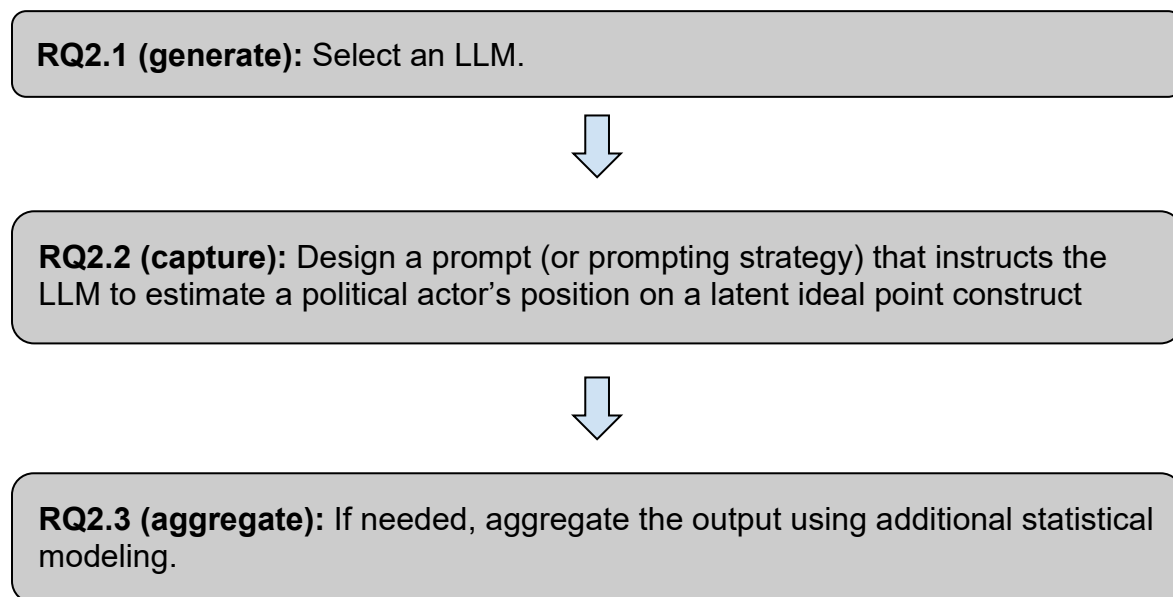 RQ2.1 (generate): Select an LLM.
RQ2.2 (capture): Design a prompt (or prompting strategy) that instructs the
LLM to estimate a political actor’s position on a latent ideal point construct
RQ2.3 (aggregate): If needed, aggregate the output using additional statistical
modeling.